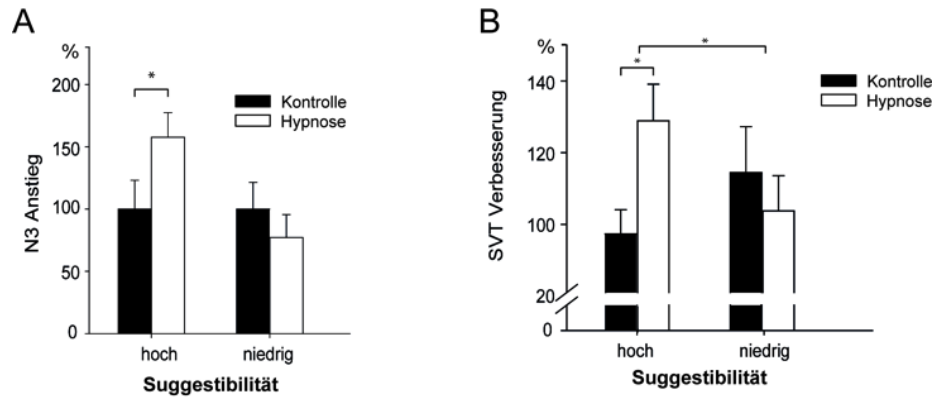 A
%
200
150
100
50
0
N3 Anstieg
*
Kontrolle
Hypnose
hoch
niedrig
Suggestibilität
B
%
140
120
100
20
0
SVT Verbesserung
*
*
Kontrolle
Hypnose
hoch
niedrig
Suggestibilität